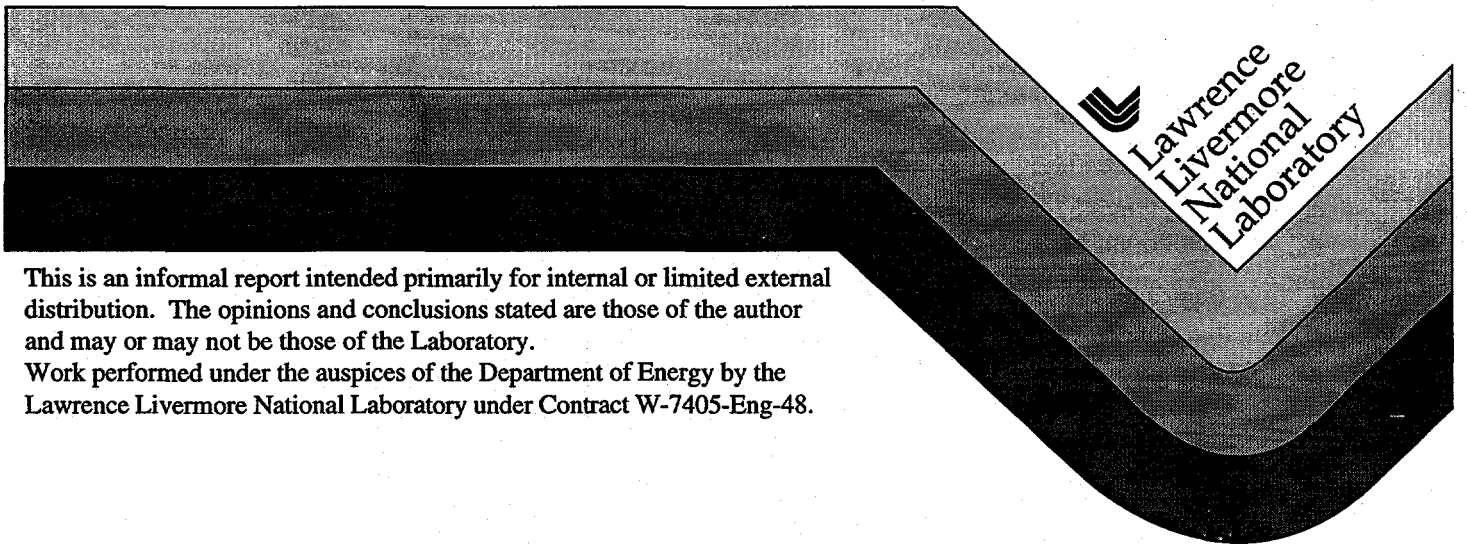 Lawrence
Livermore
National
Laboratory
This is an informal report intended primarily for internal or limited external
distribution. The opinions and conclusions stated are those of the author
and may or may not be those of the Laboratory.
Work performed under the auspices of the Department of Energy by the
Lawrence Livermore National Laboratory under Contract W-7405-Eng-48.